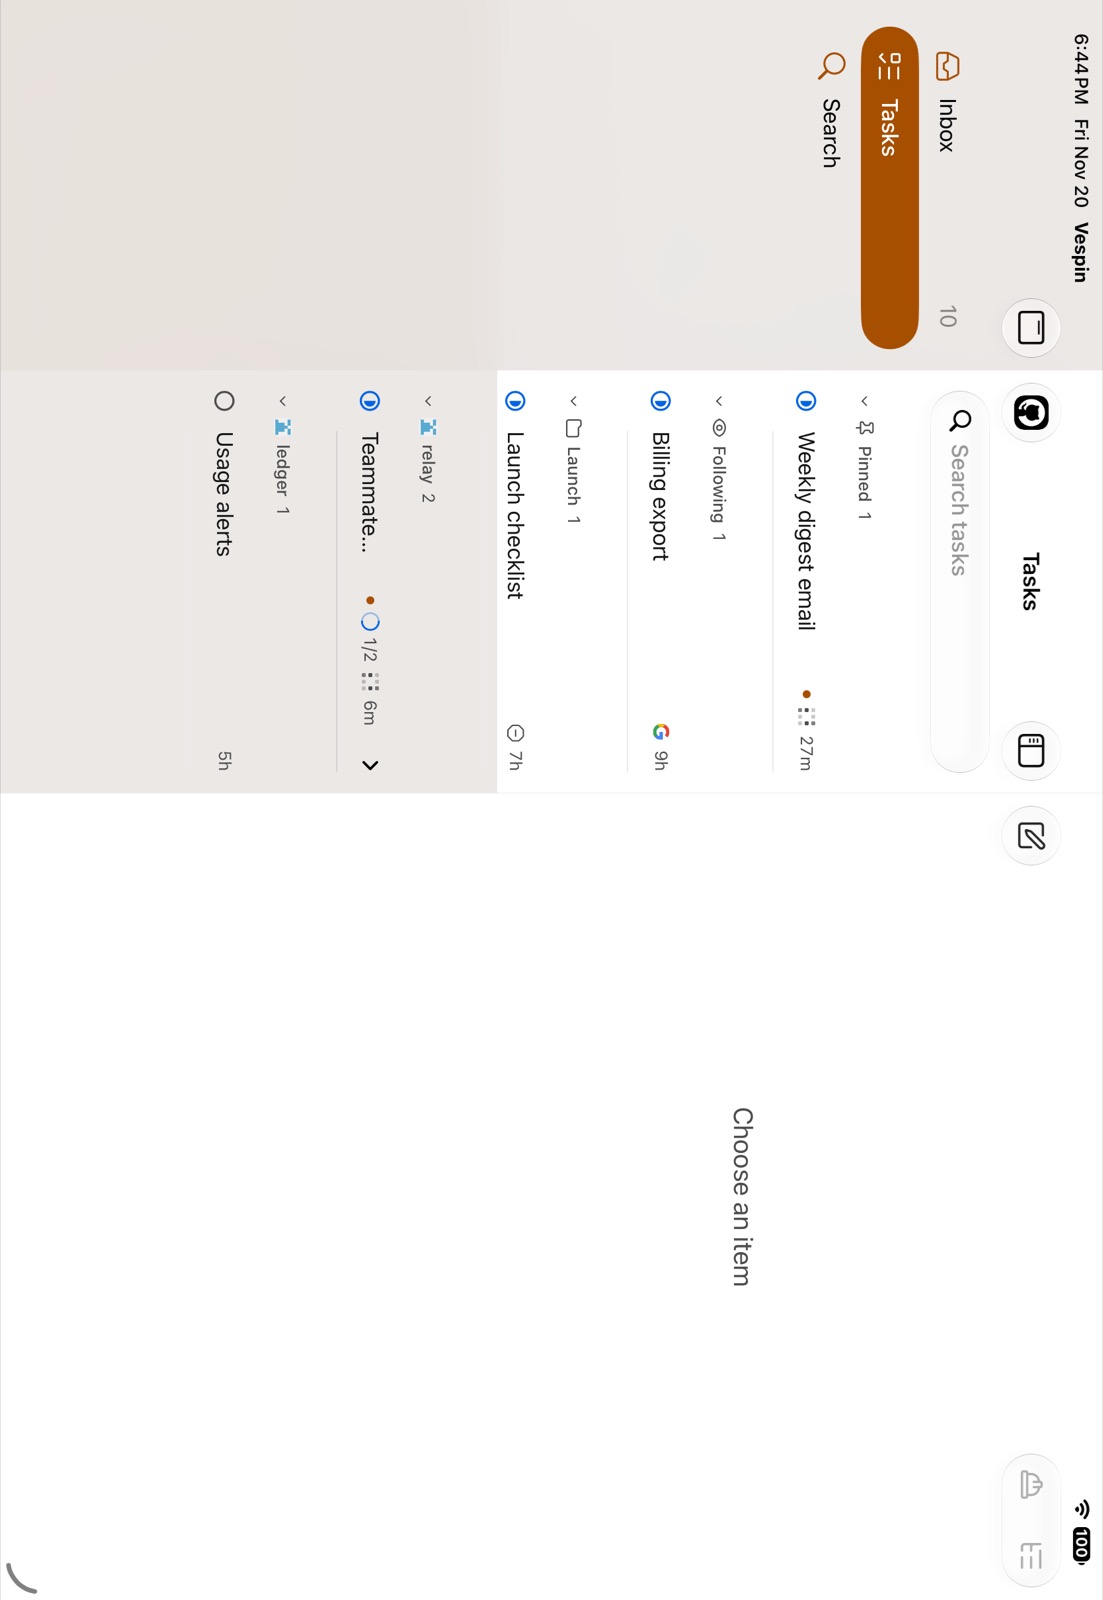 6:44 PM Fri Nov 20 Vespin
100
Tasks
Search tasks
Inbox 10
Tasks
Search
Pinned 1
Weekly digest email 27m
Following 1
Billing export 9h
Launch 1
Launch checklist 7h
relay 2
Teammate... 1/2 6m
ledger 1
Usage alerts 5h
Choose an item